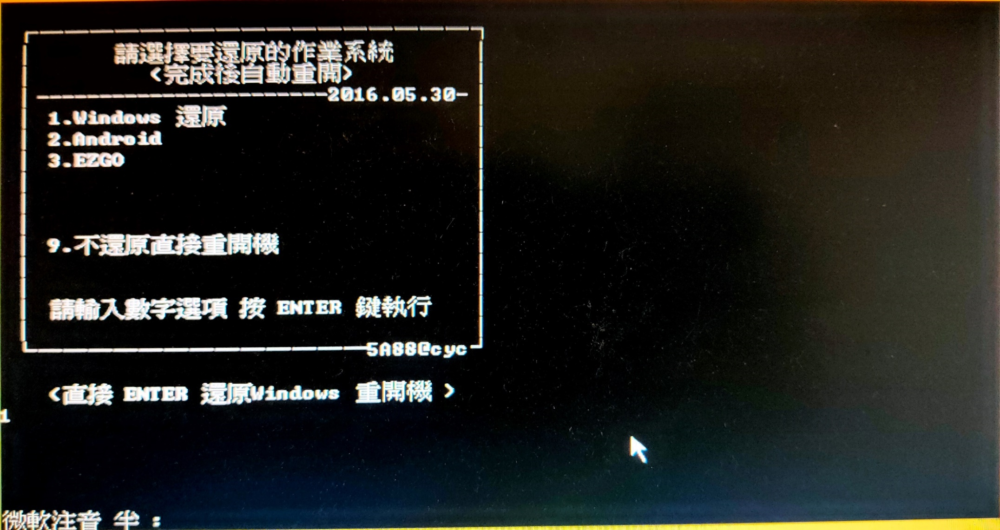 請選擇要還原的作業系統
<完成後自動重開>
2016.05.30
1.Windows 還原
2.Android
3.EZGO
9.不還原直接重開機
請輸入數字選項 按 ENTER 鍵執行
5A88@cyc
<直接 ENTER 還原Windows 重開機 >
1
微軟注音 半 :